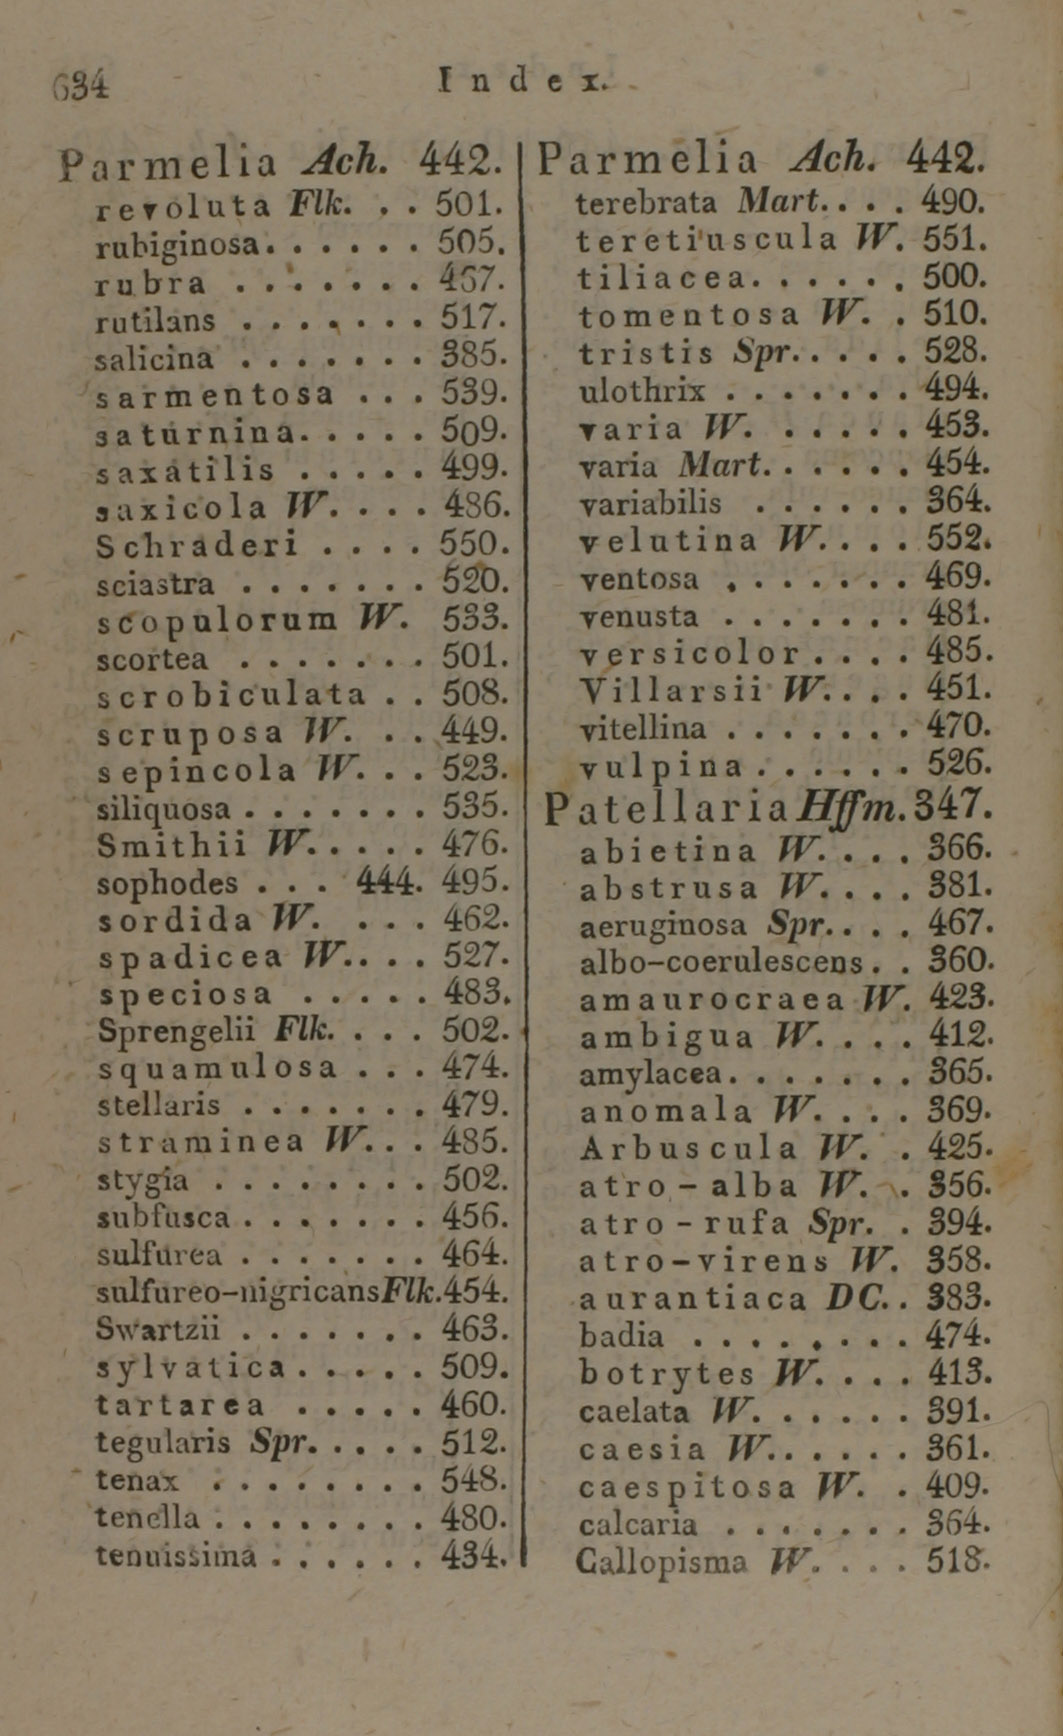 634
Index.
Parmelia Ach. 442.
revoluta Flk. . . 501.
rubiginosa. . . . . . 505.
rubra . . . . . . . 457.
rutilans . . . . . . . 517.
salicina . . . . . . . 385.
sarmentosa . . . 539.
saturnina. . . . . 509.
saxatilis . . . . . 499.
saxicola W. . . . 486.
Schraderi . . . . 550.
sciastra . . . . . . . 520.
scopulorum W. 533.
scortea . . . . . . . 501.
scrobiculata . . 508.
scruposa W. . . 449.
sepincola W. . . 523.
siliquosa . . . . . . . 535.
Smithii W. . . . . 476.
sophodes . . . 444. 495.
sordida W. . . . 462.
spadicea W. . . . 527.
speciosa . . . . . 483.
Sprengelii Flk. . . . 502.
squamulosa . . . 474.
stellaris . . . . . . . 479.
straminea W. . . 485.
stygia . . . . . . . . 502.
subfusca . . . . . . . 456.
sulfurea . . . . . . . 464.
sulfureo-nigricans Flk. 454.
Swartzii . . . . . . . 463.
sylvatica . . . . . 509.
tartarea . . . . . 460.
tegularis Spr. . . . . 512.
tenax . . . . . . . . 548.
tenella . . . . . . . . 480.
tenuissima . . . . . . 434.
Parmelia Ach. 442.
terebrata Mart. . . . 490.
teretiuscula W. 551.
tiliacea. . . . . . 500.
tomentosa W. . 510.
tristis Spr. . . . . 528.
ulothrix . . . . . . . 494.
varia W. . . . . . 453.
varia Mart. . . . . . 454.
variabilis . . . . . . 364.
velutina W. . . . 552.
ventosa . . . . . . . 469.
venusta . . . . . . . 481.
versicolor . . . . 485.
Villarsii W. . . . 451.
vitellina . . . . . . . 470.
vulpina . . . . . . 526.
Patellaria Hffm. 347.
abietina W. . . . 366.
abstrusa W. . . . 381.
aeruginosa Spr. . . . 467.
albo-coerulescens . . 360.
amaurocraea W. 423.
ambigua W. . . . 412.
amylacea. . . . . . . 365.
anomala W. . . . 369.
Arbuscula W. . 425.
atro-alba W. . . 356.
atro-rufa Spr. . 394.
atro-virens W. 358.
aurantiaca DC. . 383.
badia . . . . . . . . 474.
botrytes W. . . . 413.
caelata W. . . . . . 391.
caesia W. . . . . . 361.
caespitosa W. . 409.
calcaria . . . . . . . 364.
Callopisma W. . . . 518.